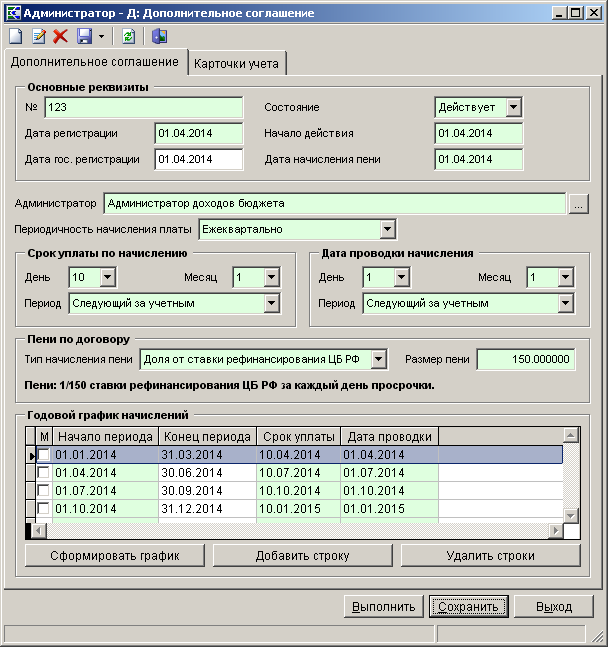 Администратор - Д: Дополнительное соглашение
Дополнительное соглашение Карточки учета
Основные реквизиты
№ 123 Состояние Действует
Дата регистрации 01.04.2014 Начало действия 01.04.2014
Дата гос. регистрации 01.04.2014 Дата начисления пени 01.04.2014
Администратор Администратор доходов бюджета ...
Периодичность начисления платы Ежеквартально
Срок уплаты по начислению Дата проводки начисления
День 10 Месяц 1 День 1 Месяц 1
Период Следующий за учетным Период Следующий за учетным
Пени по договору
Тип начисления пени Доля от ставки рефинансирования ЦБ РФ Размер пени 150.000000
Пени: 1/150 ставки рефинансирования ЦБ РФ за каждый день просрочки.
Годовой график начислений
М Начало периода Конец периода Срок уплаты Дата проводки
01.01.2014 31.03.2014 10.04.2014 01.04.2014
01.04.2014 30.06.2014 10.07.2014 01.07.2014
01.07.2014 30.09.2014 10.10.2014 01.10.2014
01.10.2014 31.12.2014 10.01.2015 01.01.2015
Сформировать график Добавить строку Удалить строки
Выполнить Сохранить Выход